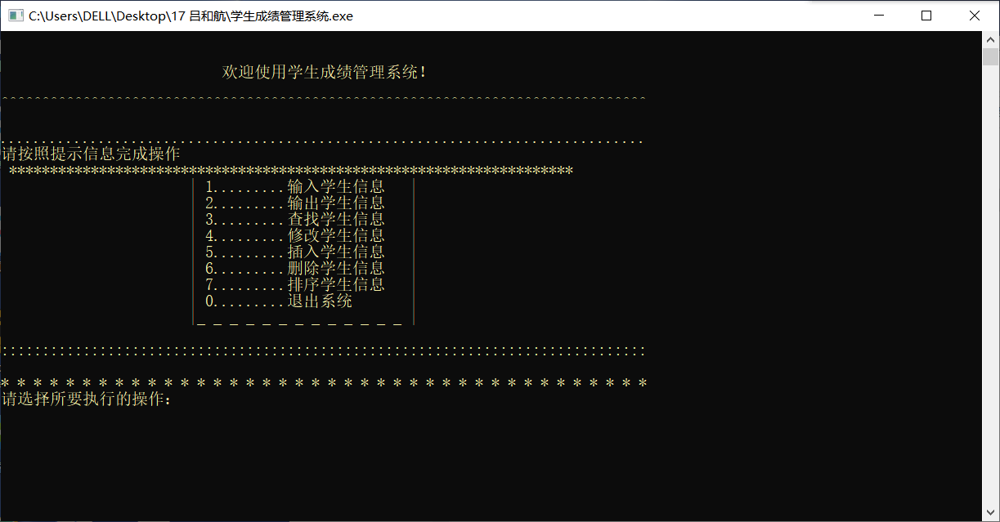 C:\Users\DELL\Desktop\17 吕和航\学生成绩管理系统.exe
欢迎使用学生成绩管理系统!
~~~~~~~~~~~~~~~~~~~~~~~~~~~~~~~~~~~~~~~~~~~~~~~~~~~~~~~~~~~~~~~~~~~~~~~~~~~~~~~
...............................................................................
请按照提示信息完成操作
*********************************************************************
| 1.........输入学生信息 |
| 2.........输出学生信息 |
| 3.........查找学生信息 |
| 4.........修改学生信息 |
| 5.........插入学生信息 |
| 6.........删除学生信息 |
| 7.........排序学生信息 |
| 0.........退出系统 |
|_ _ _ _ _ _ _ _ _ _ _ _ _ |
:::::::::::::::::::::::::::::::::::::::::::::::::::::::::::::::::::::::::::::::
* * * * * * * * * * * * * * * * * * * * * * * * * * * * * * * * * * * * * * * *
请选择所要执行的操作: